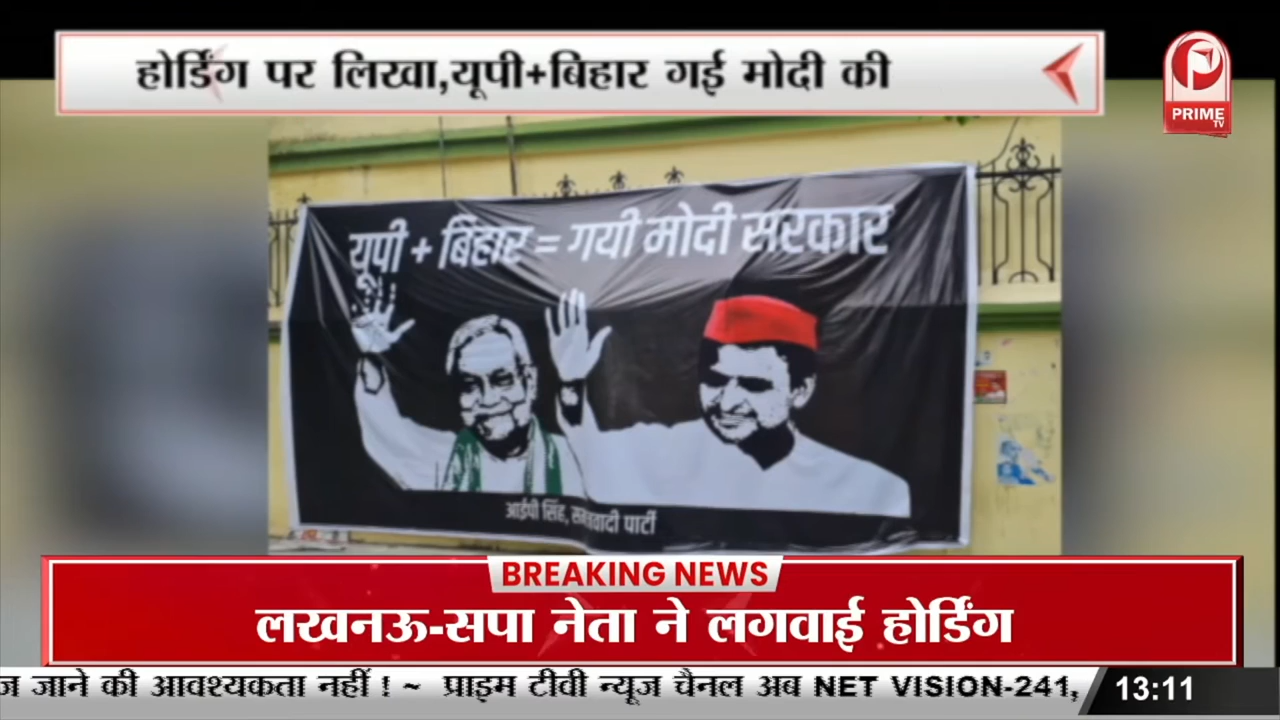 होर्डिंग पर लिखा,यूपी+बिहार गई मोदी की
PRIME
TV
यूपी + बिहार = गयी मोदी सरकार
आईपी सिंह, समाजवादी पार्टी
BREAKING NEWS
लखनऊ-सपा नेता ने लगवाई होर्डिंग
ज जाने की आवश्यकता नहीं ! ~ प्राइम टीवी न्यूज चैनल अब NET VISION-241,
13:11